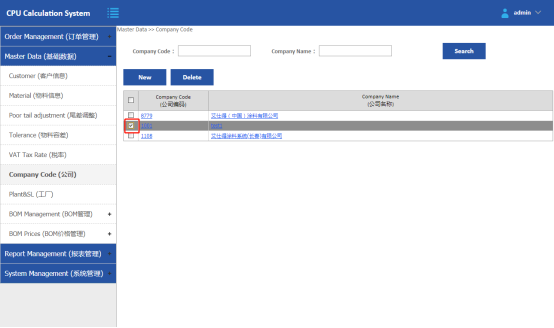 CPU Calculation System
admin
Order Management (订单管理)
Master Data (基础数据)
Customer (客户信息)
Material (物料信息)
Poor tail adjustment (尾差调整)
Tolerance (物料容差)
VAT Tax Rate (税率)
Company Code (公司)
Plant&SL (工厂)
BOM Management (BOM管理) +
BOM Prices (BOM价格管理) +
Report Management (报表管理)
System Management (系统管理)
Master Data >> Company Code
Company Code :
Company Name :
Search
New
Delete
Company Code
(公司编码)
Company Name
(公司名称)
8770
艾仕得(中国)涂料有限公司
1108
艾仕得涂料系统(长春)有限公司